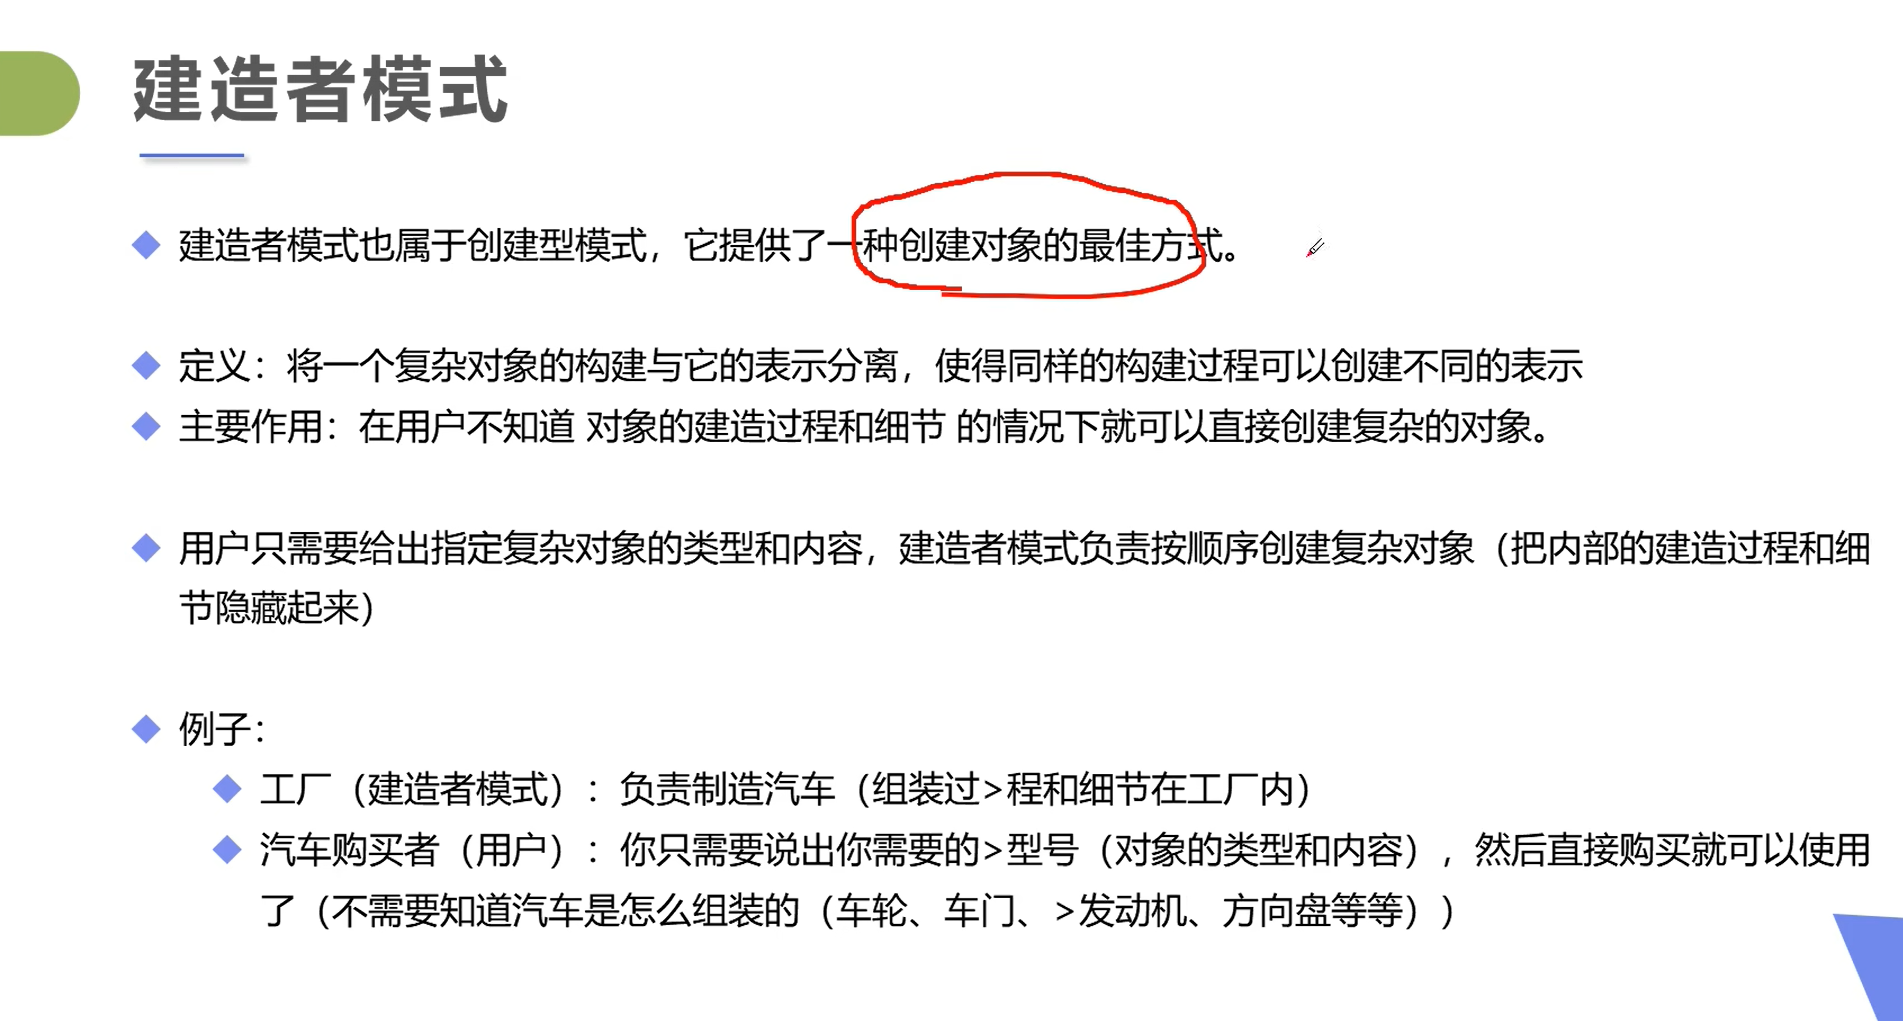 建造者模式
建造者模式也属于创建型模式，它提供了一种创建对象的最佳方式。
定义：将一个复杂对象的构建与它的表示分离，使得同样的构建过程可以创建不同的表示
主要作用：在用户不知道 对象的建造过程和细节 的情况下就可以直接创建复杂的对象。
用户只需要给出指定复杂对象的类型和内容，建造者模式负责按顺序创建复杂对象（把内部的建造过程和细
节隐藏起来）
例子：
工厂（建造者模式）：负责制造汽车（组装过>程和细节在工厂内）
汽车购买者（用户）：你只需要说出你需要的>型号（对象的类型和内容），然后直接购买就可以使用
了（不需要知道汽车是怎么组装的（车轮、车门、>发动机、方向盘等等））